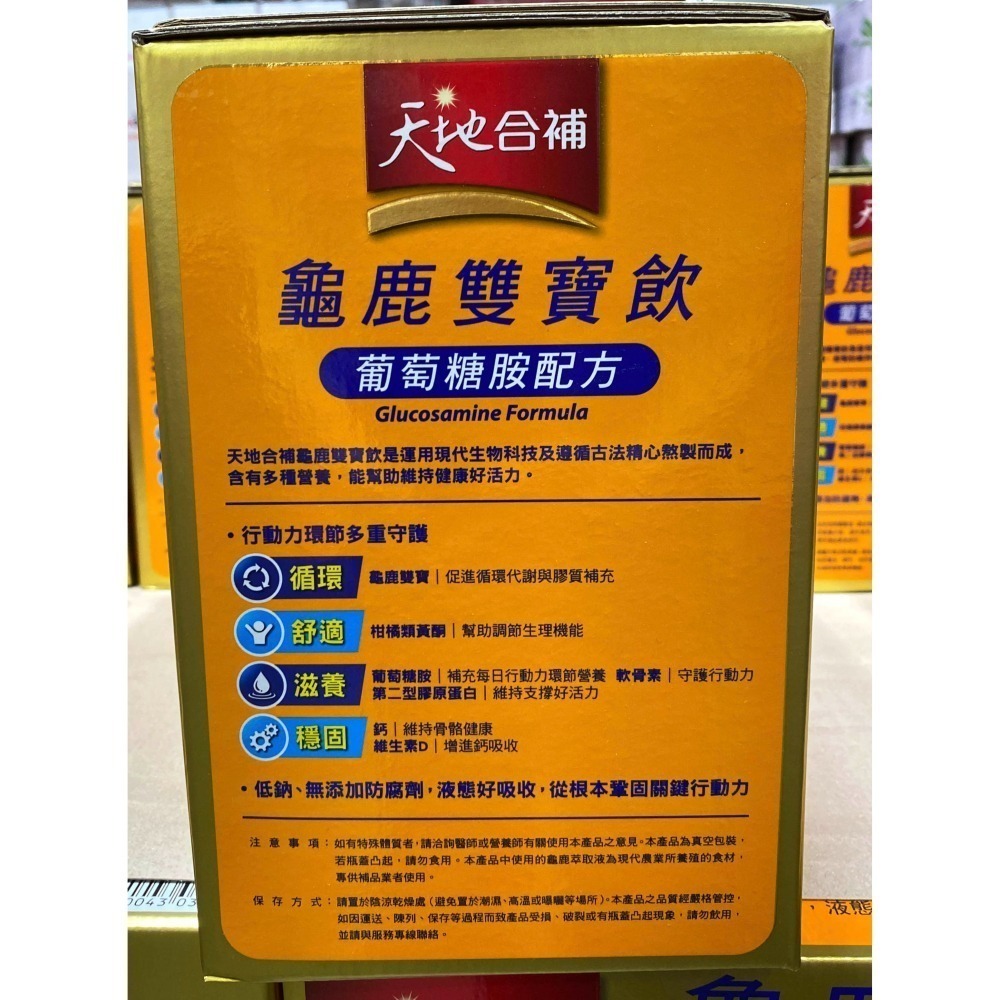 天地合補
龜鹿雙寶飲
葡萄糖胺配方
Glucosamine Formula
天地合補龜鹿雙寶飲是運用現代生物科技及遵循古法精心熬製而成，
含有多種營養，能幫助維持健康好活力。
・行動力環節多重守護
循環 龜鹿雙寶｜促進循環代謝與膠質補充
舒適 柑橘類黃酮｜幫助調節生理機能
滋養 葡萄糖胺｜補充每日行動力環節營養 軟骨素｜守護行動力
第二型膠原蛋白｜維持支撐好活力
穩固 鈣｜維持骨骼健康
維生素D｜增進鈣吸收
・低鈉、無添加防腐劑，液態好吸收，從根本鞏固關鍵行動力
注意事項：如有特殊體質者，請洽詢醫師或營養師有關使用本產品之意見。本產品為真空包裝，
若瓶蓋凸起，請勿食用。本產品中使用的龜鹿萃取液為現代農業所養殖的食材，
專供補品業者使用。
保存方式：請置於陰涼乾燥處（避免置於潮濕、高溫或曝曬等場所）。本產品之品質經嚴格管控，
如因運送、陳列、保存等過程而致產品受損、破裂或有瓶蓋凸起現象，請勿飲用，
並請與服務專線聯絡。
，液態